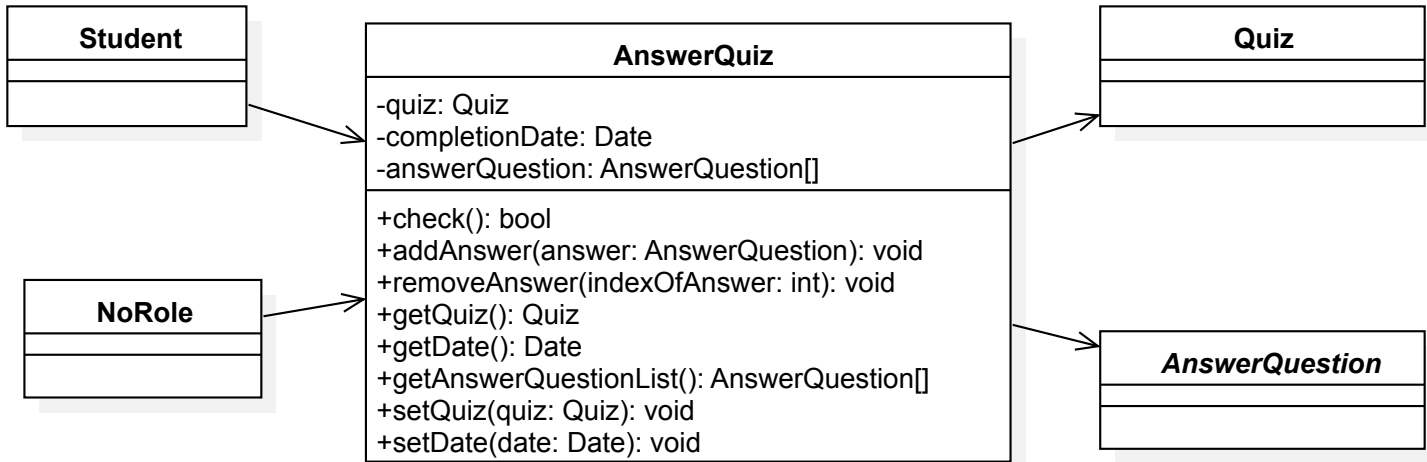 Student
AnswerQuiz
-quiz: Quiz
-completionDate: Date
-answerQuestion: AnswerQuestion[]
+check(): bool
+addAnswer(answer: AnswerQuestion): void
+removeAnswer(indexOfAnswer: int): void
+getQuiz(): Quiz
+getDate(): Date
+getAnswerQuestionList(): AnswerQuestion[]
+setQuiz(quiz: Quiz): void
+setDate(date: Date): void
Quiz
NoRole
AnswerQuestion